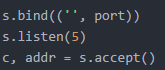 s.bind(('', port))
s.listen(5)
c, addr = s.accept()